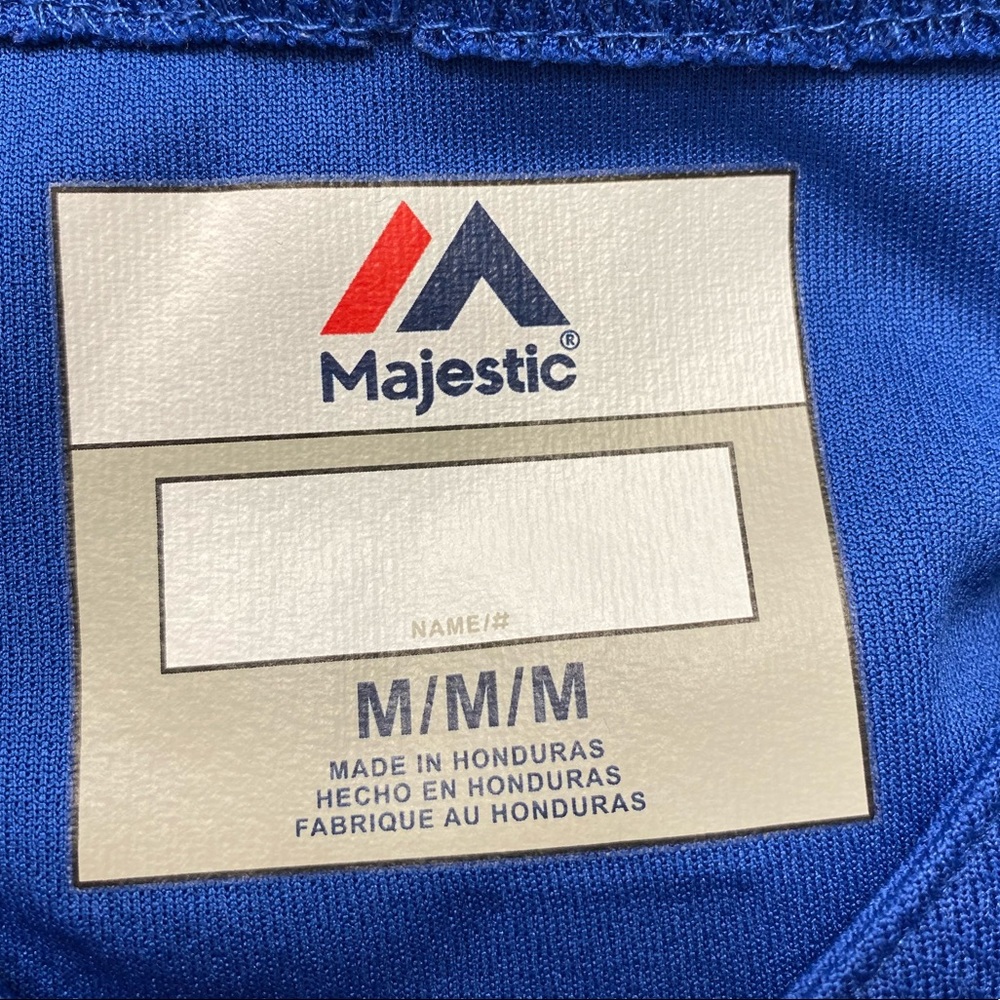 Majestic®
NAME/#
M/M/M
MADE IN HONDURAS
HECHO EN HONDURAS
FABRIQUE AU HONDURAS